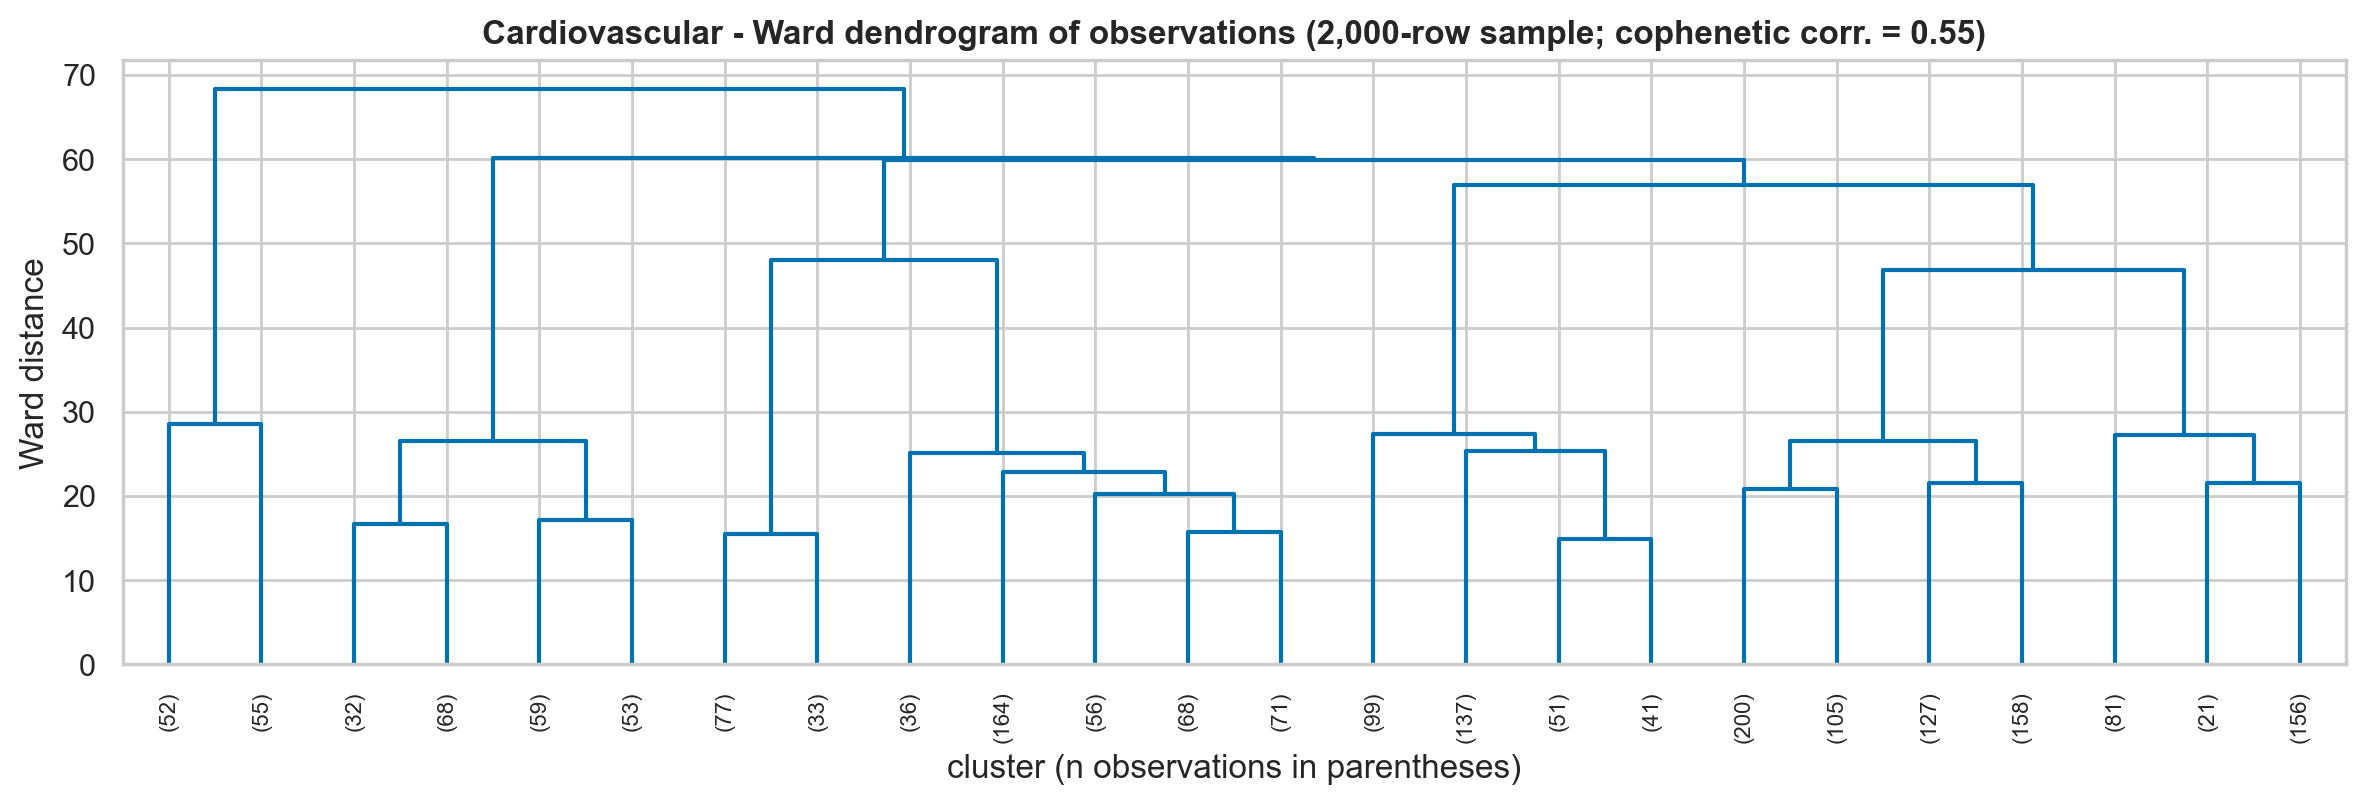 Cardiovascular - Ward dendrogram of observations (2,000-row sample; cophenetic corr. = 0.55)
70
60
50
40
30
20
10
0
Ward distance
(52) (55) (32) (68) (59) (53) (77) (33) (36) (164) (56) (68) (71) (99) (137) (51) (41) (200) (105) (127) (158) (81) (21) (156)
cluster (n observations in parentheses)